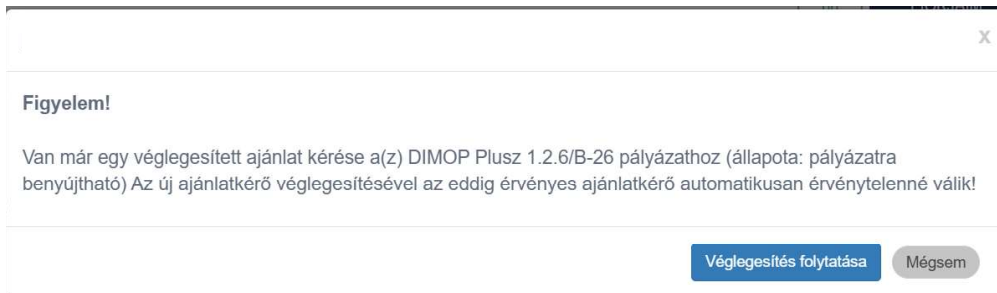 x
Figyelem!
Van már egy véglegesített ajánlat kérése a(z) DIMOP Plusz 1.2.6/B-26 pályázathoz (állapota: pályázatra
benyújtható) Az új ajánlatkérő véglegesítésével az eddig érvényes ajánlatkérő automatikusan érvénytelenné válik!
Véglegesítés folytatása Mégsem